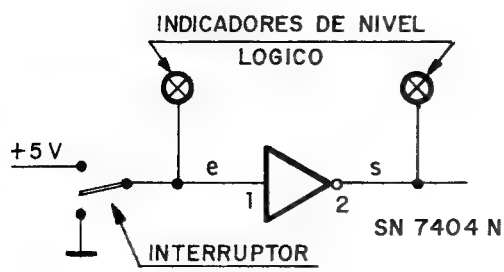 INDICADORES DE NIVEL
LOGICO
+5 V
e
s
1
2
SN 7404 N
INTERRUPTOR